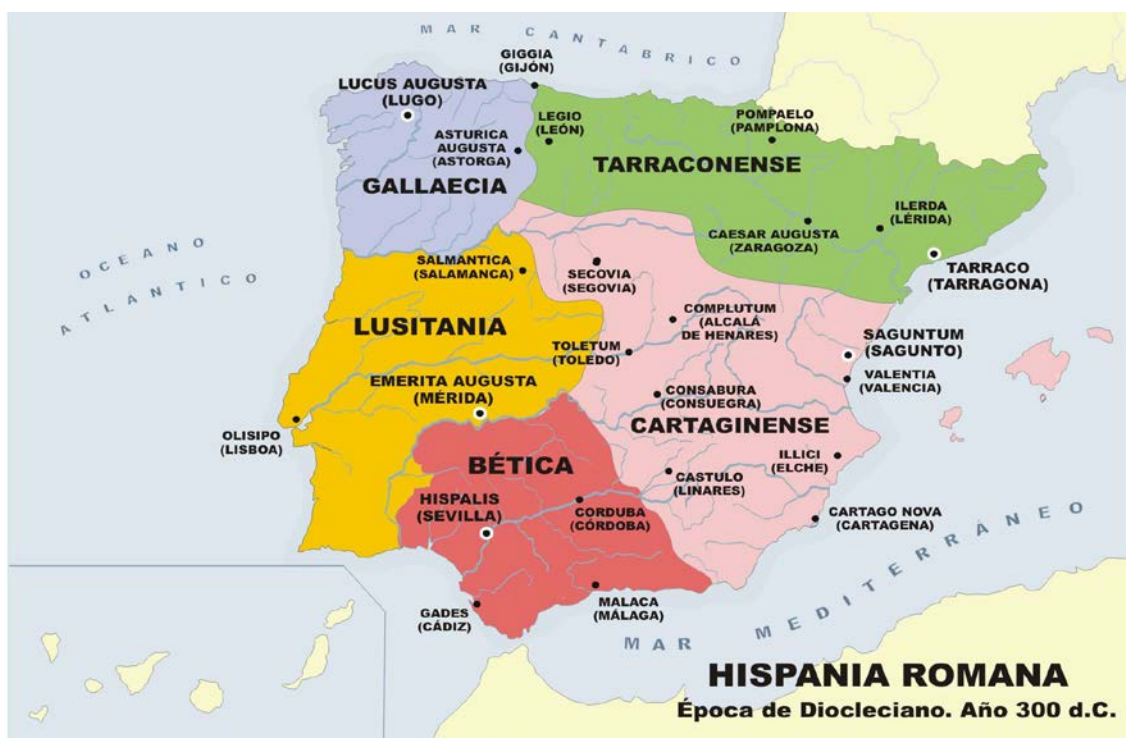 MAR CANTABRICO
GIGGIA
(GIJÓN)
LUCUS AUGUSTA
(LUGO)
LEGIO
(LEÓN)
POMPAELO
(PAMPLONA)
ASTURICA
AUGUSTA
(ASTORGA)
TARRACONENSE
GALLAECIA
ILERDA
(LÉRIDA)
CAESAR AUGUSTA
(ZARAGOZA)
OCÉANO
ATLÁNTICO
SALMANTICA
(SALAMANCA)
SECOVIA
(SEGOVIA)
TARRACO
(TARRAGONA)
COMPLUTUM
(ALCALÁ
DE HENARES)
LUSITANIA
SAGUNTUM
(SAGUNTO)
TOLETUM
(TOLEDO)
VALENTIA
(VALENCIA)
EMERITA AUGUSTA
(MÉRIDA)
CONSABURA
(CONSUEGRA)
CARTAGINENSE
OLISIPO
(LISBOA)
BÉTICA
ILLICI
(ELCHE)
CASTULO
(LINARES)
HISPALIS
(SEVILLA)
CORDUBA
(CÓRDOBA)
CARTAGO NOVA
(CARTAGENA)
GADES
(CÁDIZ)
MALACA
(MÁLAGA)
MAR MEDITERRÁNEO
HISPANIA ROMANA
Época de Diocleciano. Año 300 d.C.